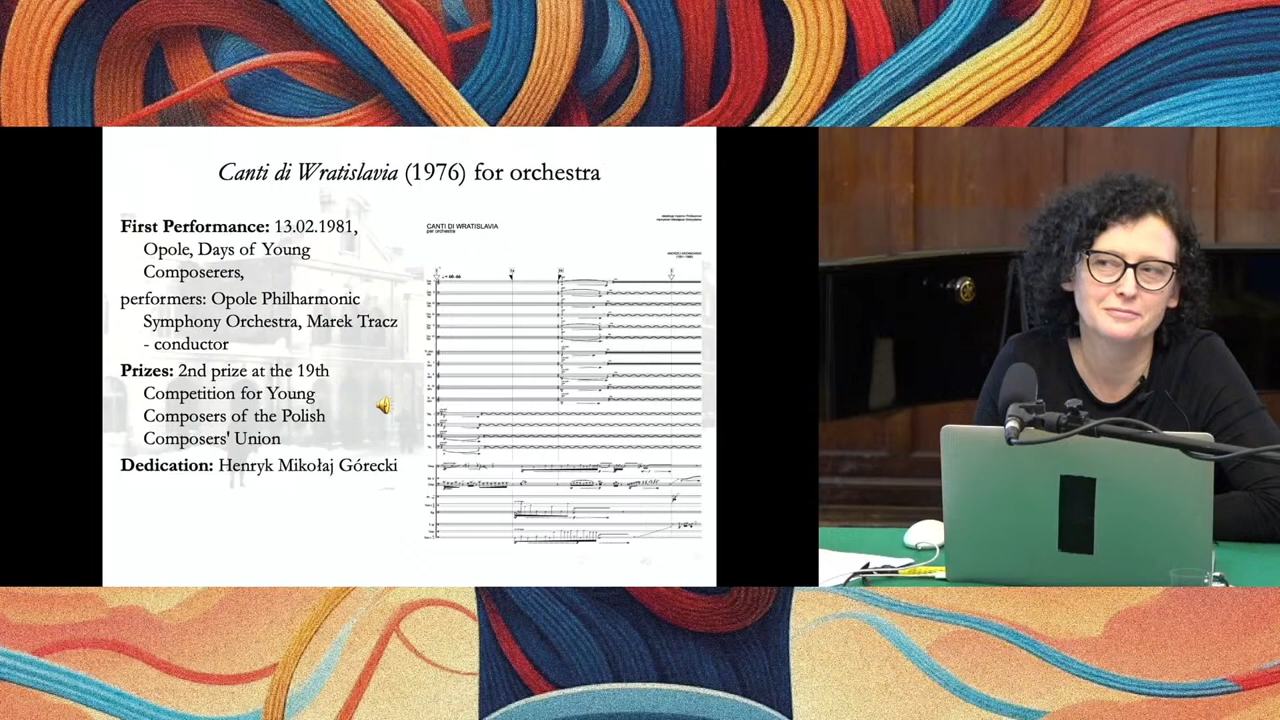 Canti di Wratislavia (1976) for orchestra
First Performance: 13.02.1981,
Opole, Days of Young
Composerers,
performers: Opole Philharmonic
Symphony Orchestra, Marek Tracz
- conductor
Prizes: 2nd prize at the 19th
Competition for Young
Composers of the Polish
Composers' Union
Dedication: Henryk Mikołaj Górecki
CANTI DI WRATISLAVIA
per orchestra